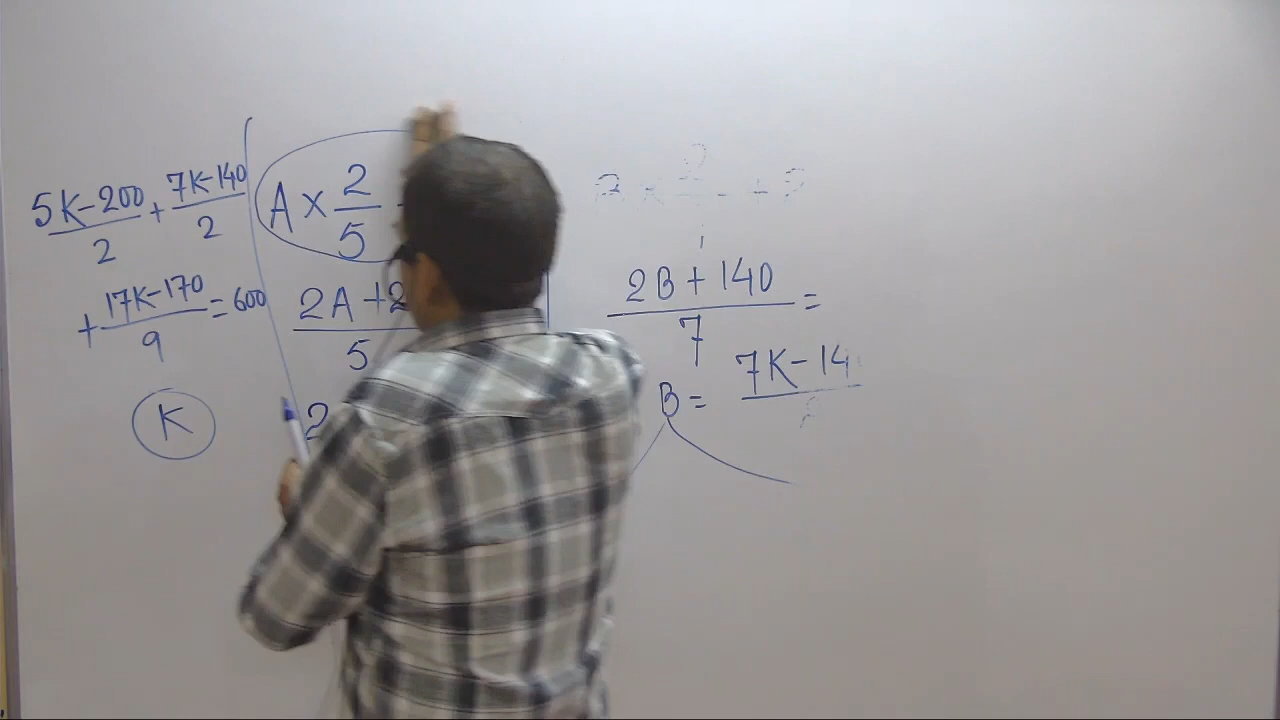 5K-200/2 + 7K-140/2
+ 17K-170/9 = 600
K
A × 2/5
2A + 2 / 5
2
2B + 140 / 7 =
B = 7K - 14